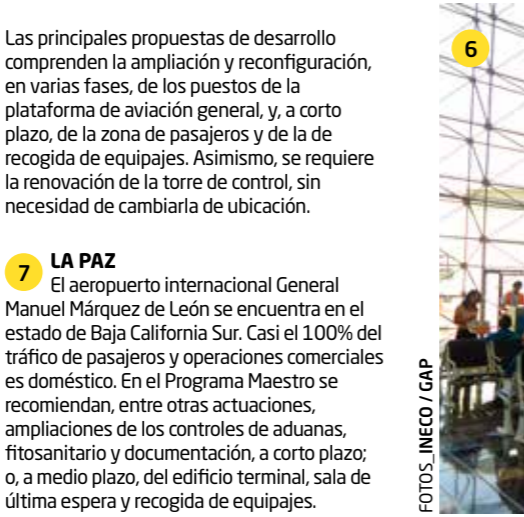 Las principales propuestas de desarrollo
comprenden la ampliación y reconfiguración,
en varias fases, de los puestos de la
plataforma de aviación general, y, a corto
plazo, de la zona de pasajeros y de la de
recogida de equipajes. Asimismo, se requiere
la renovación de la torre de control, sin
necesidad de cambiarla de ubicación.
7 LA PAZ
El aeropuerto internacional General
Manuel Márquez de León se encuentra en el
estado de Baja California Sur. Casi el 100% del
tráfico de pasajeros y operaciones comerciales
es doméstico. En el Programa Maestro se
recomiendan, entre otras actuaciones,
ampliaciones de los controles de aduanas,
fitosanitario y documentación, a corto plazo;
o, a medio plazo, del edificio terminal, sala de
última espera y recogida de equipajes.
6
FOTOS_INECO / GAP